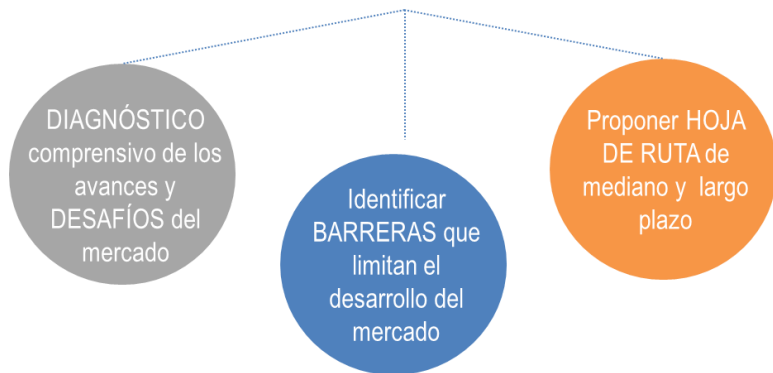 DIAGNÓSTICO
comprensivo de los
avances y
DESAFÍOS del
mercado
Identificar
BARRERAS que
limitan el
desarrollo del
mercado
Proponer HOJA
DE RUTA de
mediano y largo
plazo